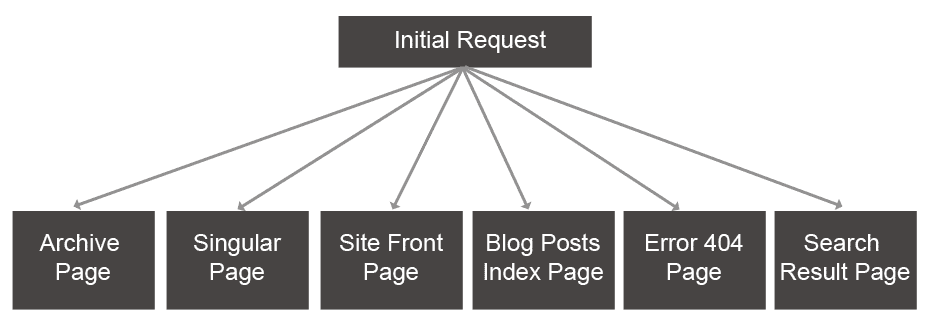 Initial Request
Archive
Page
Singular
Page
Site Front
Page
Blog Posts
Index Page
Error 404
Page
Search
Result Page